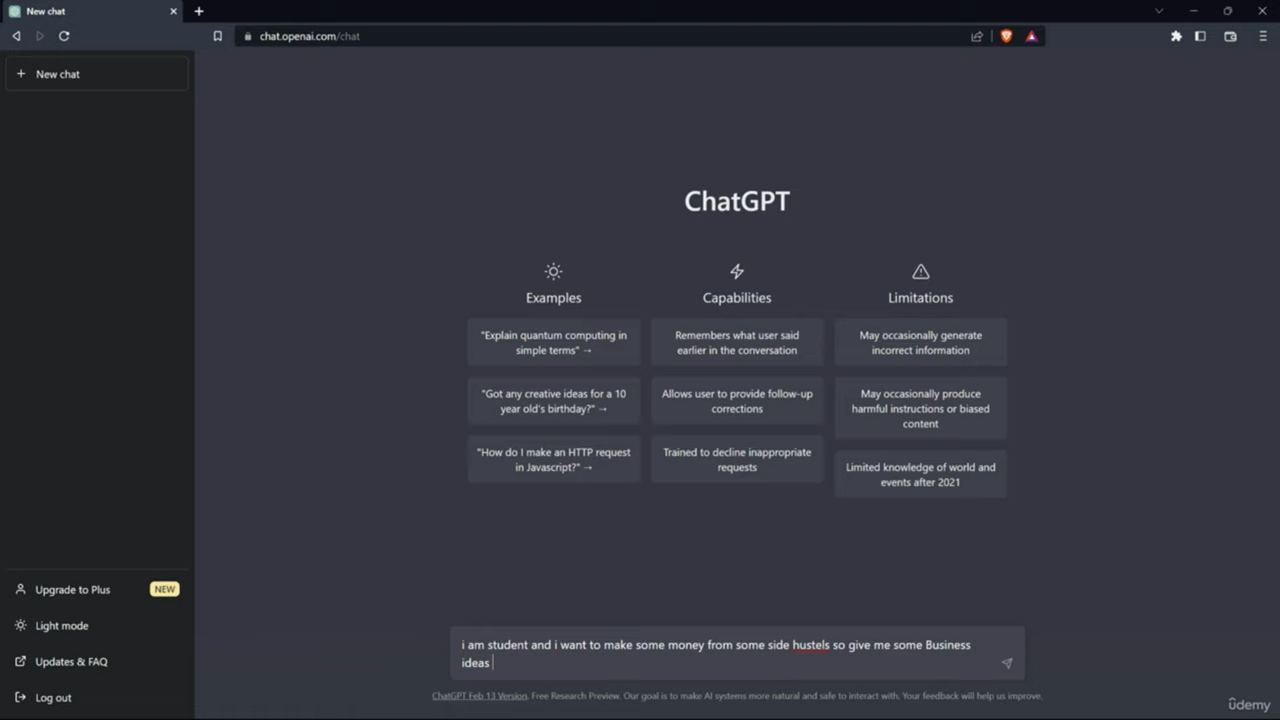 New chat
chat.openai.com/chat
New chat
ChatGPT
Examples
Capabilities
Limitations
"Explain quantum computing in
simple terms" →
Remembers what user said
earlier in the conversation
May occasionally generate
incorrect information
"Got any creative ideas for a 10
year old's birthday?" →
Allows user to provide follow-up
corrections
May occasionally produce
harmful instructions or biased
content
"How do I make an HTTP request
in Javascript?" →
Trained to decline inappropriate
requests
Limited knowledge of world and
events after 2021
Upgrade to Plus NEW
Light mode
Updates & FAQ
Log out
i am student and i want to make some money from some side hustels so give me some Business
ideas
ChatGPT Feb 13 Version. Free Research Preview. Our goal is to make AI systems more natural and safe to interact with. Your feedback will help us improve.
ûdemy